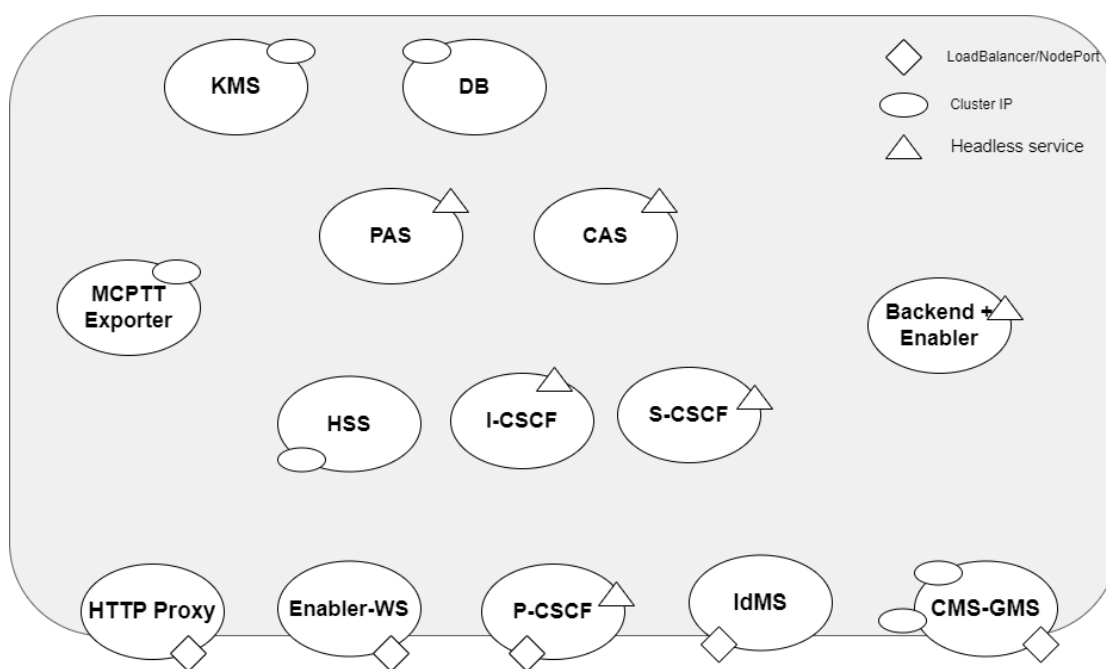 KMS
DB
LoadBalancer/NodePort
Cluster IP
Headless service
PAS
CAS
MCPTT
Exporter
Backend +
Enabler
HSS
I-CSCF
S-CSCF
HTTP Proxy
Enabler-WS
P-CSCF
IdMS
CMS-GMS